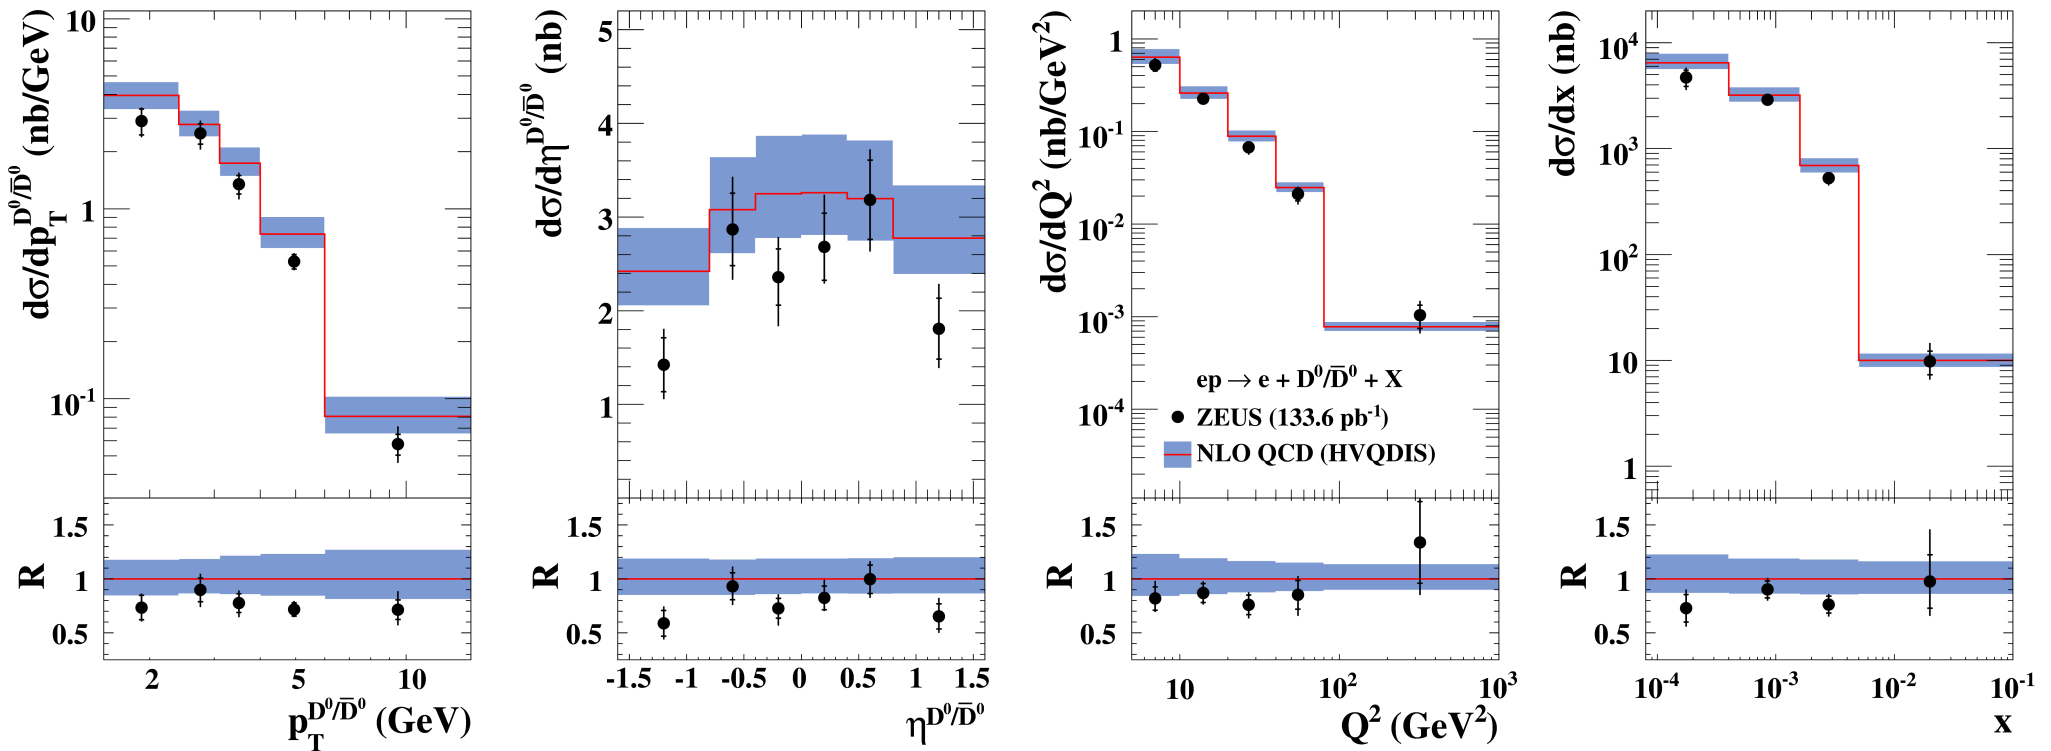 dσ/dp_T^{D⁰/D̄⁰} (nb/GeV)
10
1
10⁻¹
R
1.5
1
0.5
2 5 10
p_T^{D⁰/D̄⁰} (GeV)
dσ/dη^{D⁰/D̄⁰} (nb)
5
4
3
2
1
R
1.5
1
0.5
-1.5 -1 -0.5 0 0.5 1 1.5
η^{D⁰/D̄⁰}
dσ/dQ² (nb/GeV²)
1
10⁻¹
10⁻²
10⁻³
10⁻⁴
ep → e + D⁰/D̄⁰ + X
ZEUS (133.6 pb⁻¹)
NLO QCD (HVQDIS)
R
1.5
1
0.5
10 10² 10³
Q² (GeV²)
dσ/dx (nb)
10⁴
10³
10²
10
1
R
1.5
1
0.5
10⁻⁴ 10⁻³ 10⁻² 10⁻¹
x